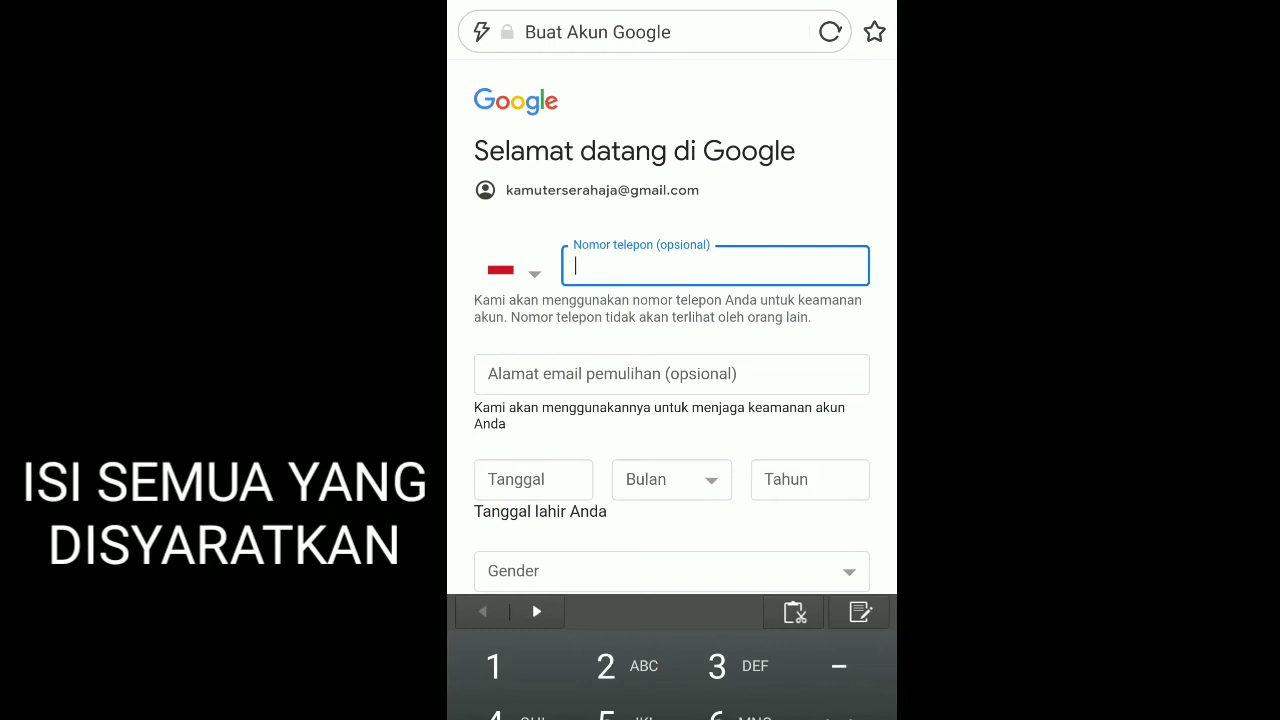 Buat Akun Google
Google
Selamat datang di Google
kamuterserahaja@gmail.com
Nomor telepon (opsional)
Kami akan menggunakan nomor telepon Anda untuk keamanan
akun. Nomor telepon tidak akan terlihat oleh orang lain.
Alamat email pemulihan (opsional)
Kami akan menggunakannya untuk menjaga keamanan akun
Anda
Tanggal Bulan Tahun
Tanggal lahir Anda
Gender
ISI SEMUA YANG
DISYARATKAN
1 2 ABC 3 DEF –